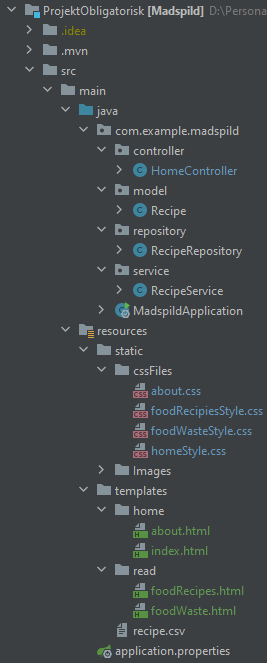 ProjektObligatorisk [Madspild] D:\Persona
.idea
.mvn
src
main
java
com.example.madspild
controller
HomeController
model
Recipe
repository
RecipeRepository
service
RecipeService
MadspildApplication
resources
static
cssFiles
about.css
foodRecipiesStyle.css
foodWasteStyle.css
homeStyle.css
Images
templates
home
about.html
index.html
read
foodRecipes.html
foodWaste.html
recipe.csv
application.properties